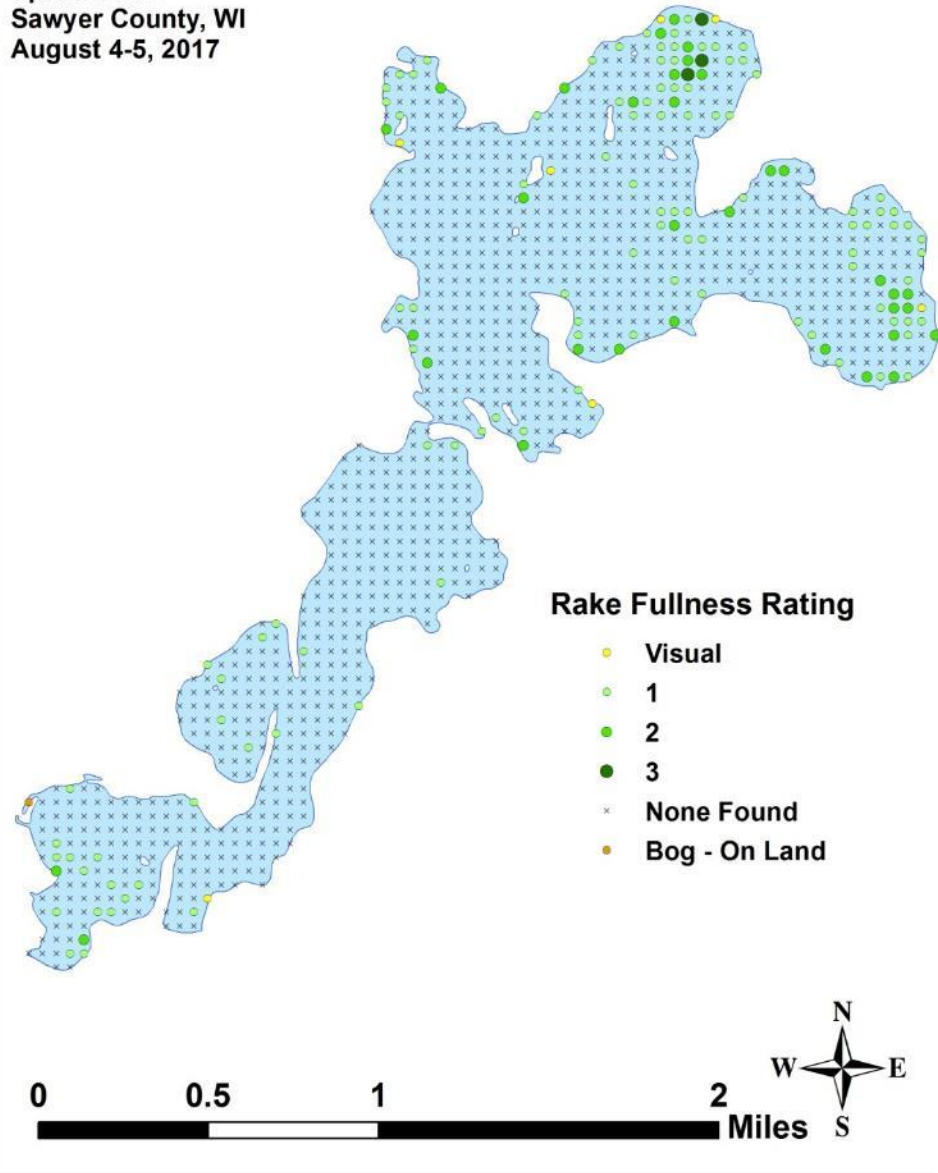 Sawyer County, WI
August 4-5, 2017
Rake Fullness Rating
Visual
1
2
3
None Found
Bog - On Land
N
W E
S
0 0.5 1 2
Miles